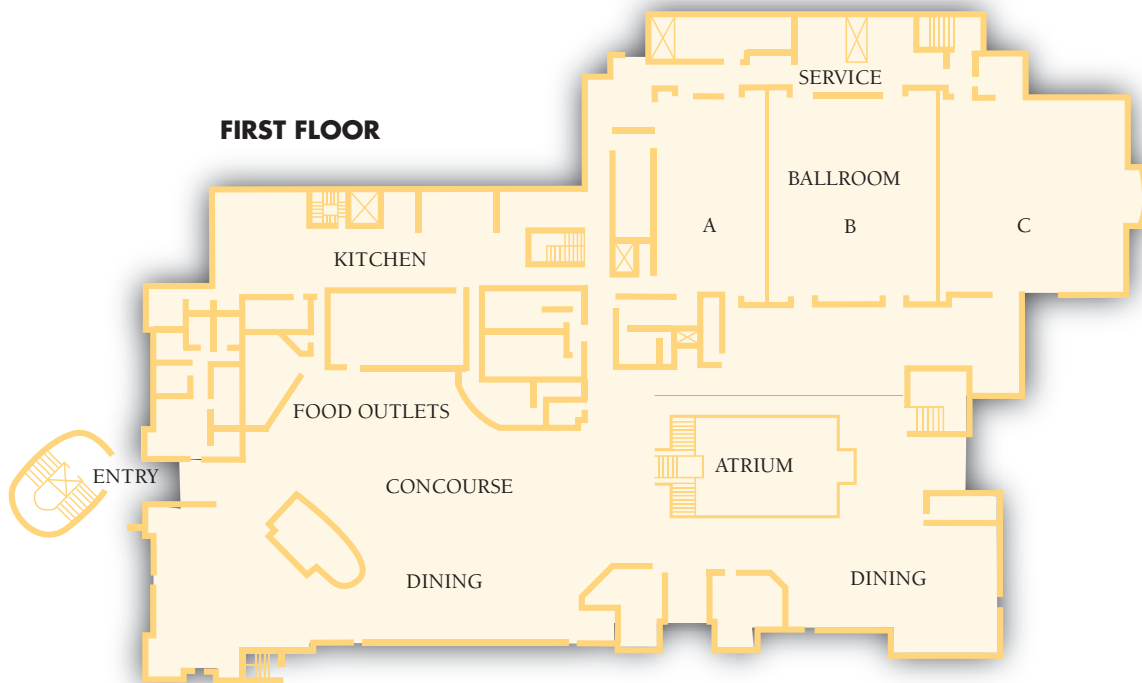 SERVICE
FIRST FLOOR
BALLROOM
A
B
C
KITCHEN
FOOD OUTLETS
ENTRY
CONCOURSE
ATRIUM
DINING
DINING